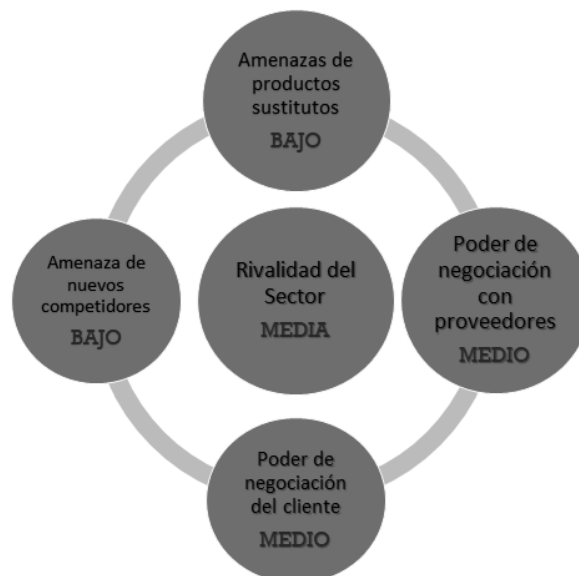 Amenazas de
productos
sustitutos
BAJO
Amenaza de
nuevos
competidores
BAJO
Rivalidad del
Sector
MEDIA
Poder de
negociación
con
proveedores
MEDIO
Poder de
negociación
del cliente
MEDIO